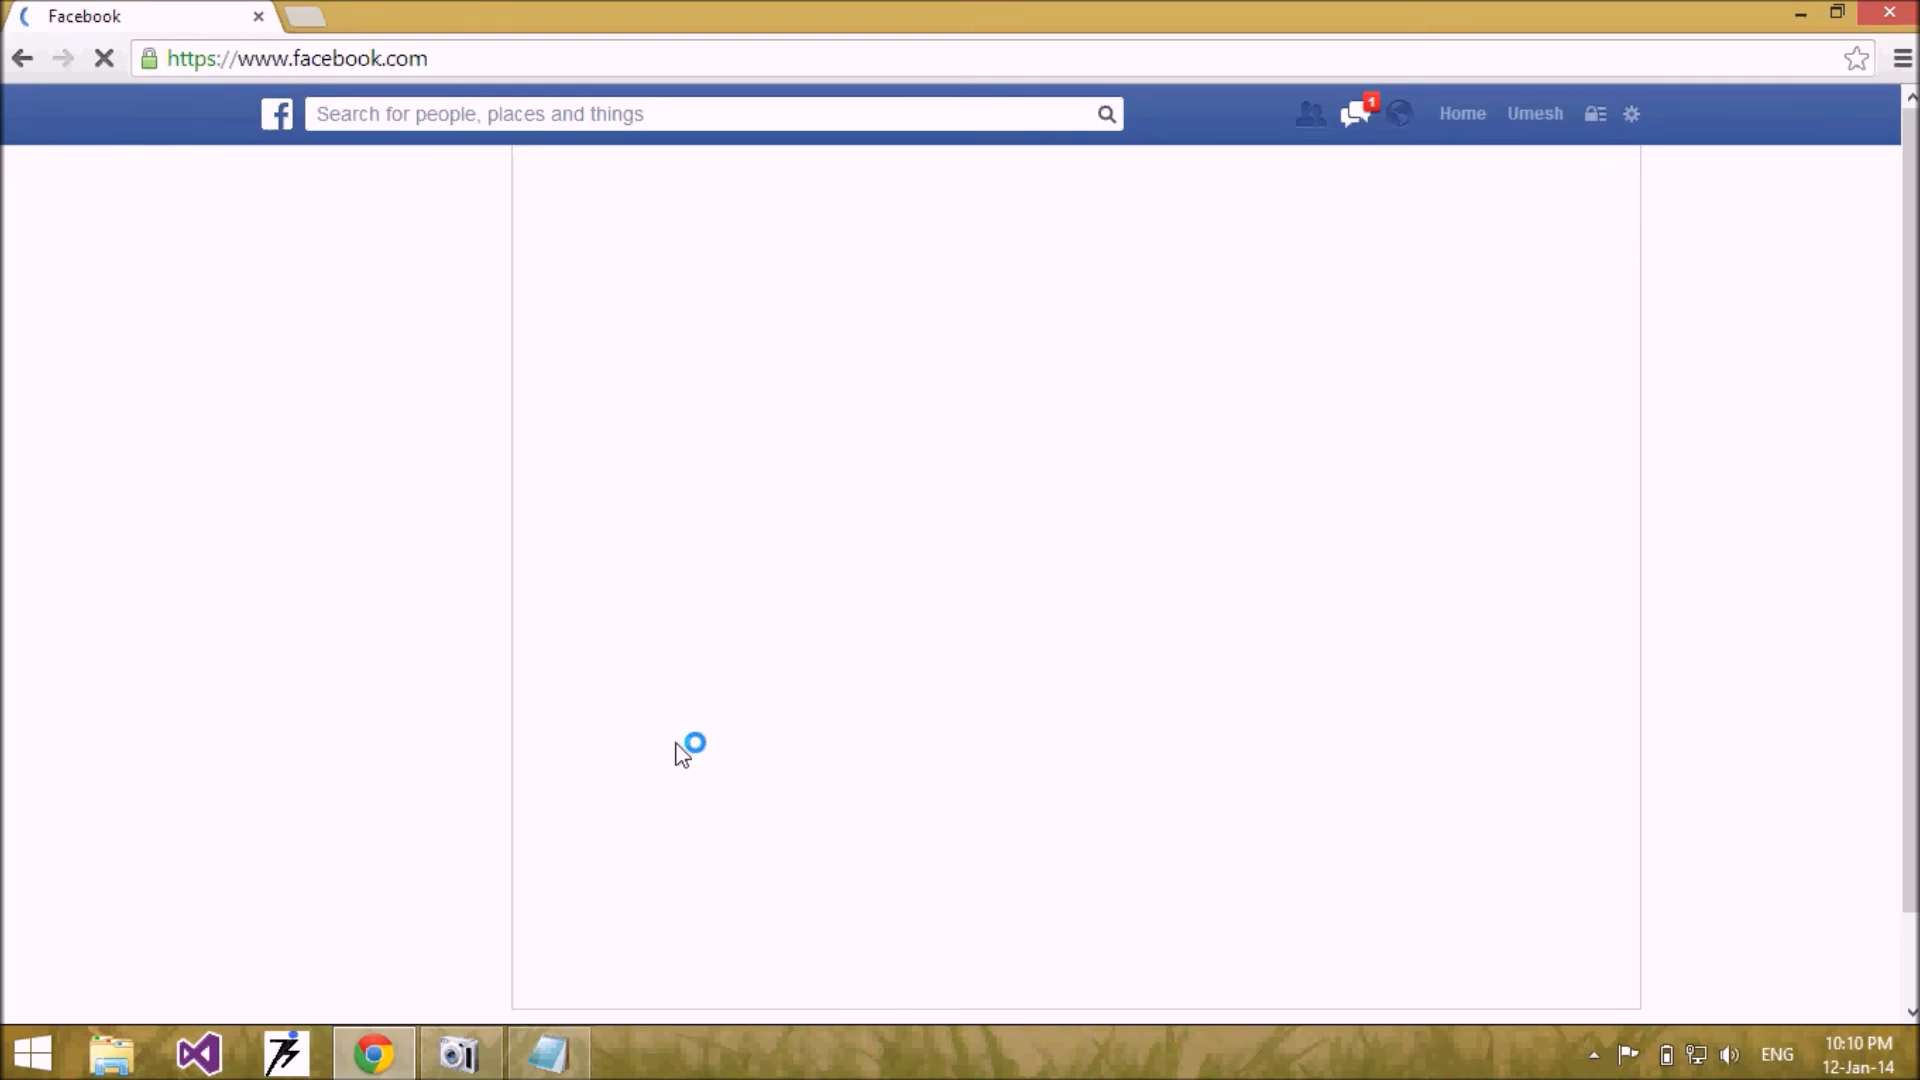 Facebook
https://www.facebook.com
Search for people, places and things
1
Home
Umesh
ENG
10:10 PM
12-Jan-14